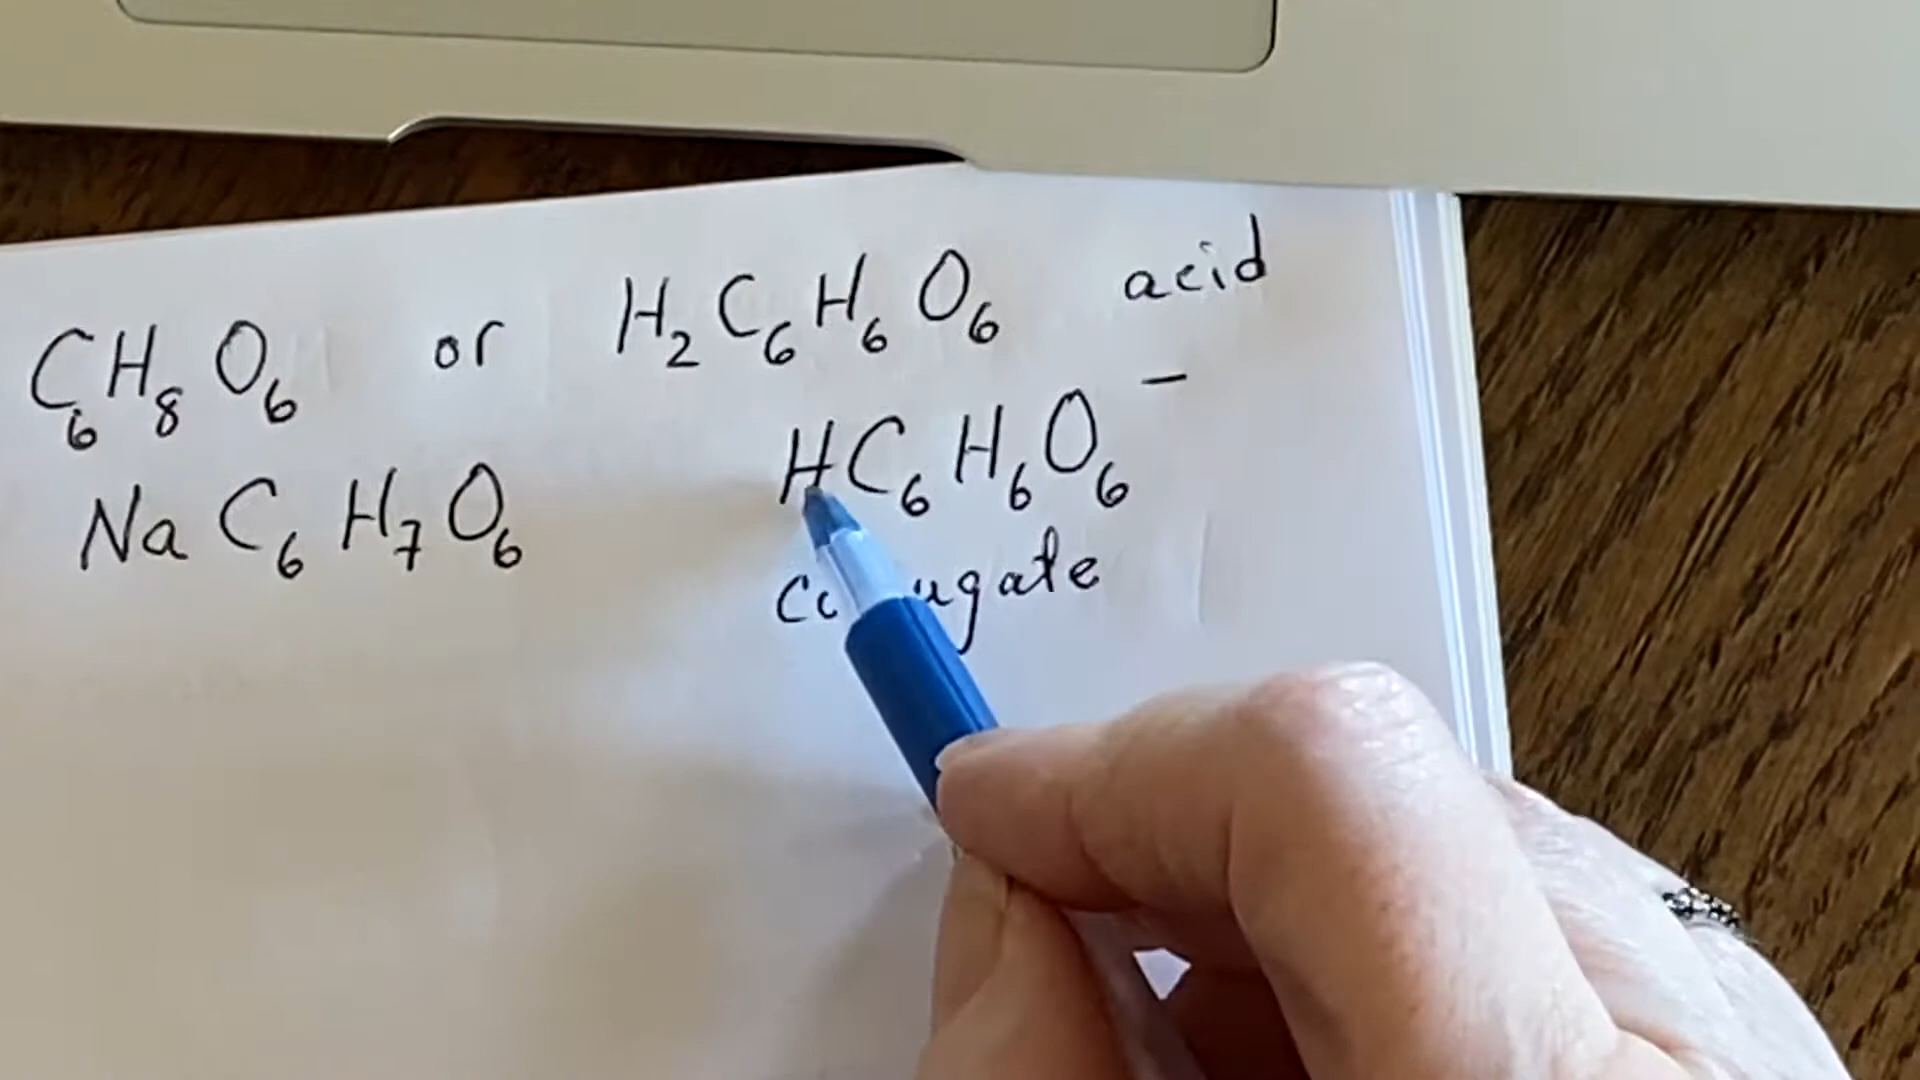 C₆H₈O₆ or H₂C₆H₆O₆ acid
NaC₆H₇O₆ HC₆H₆O₆⁻